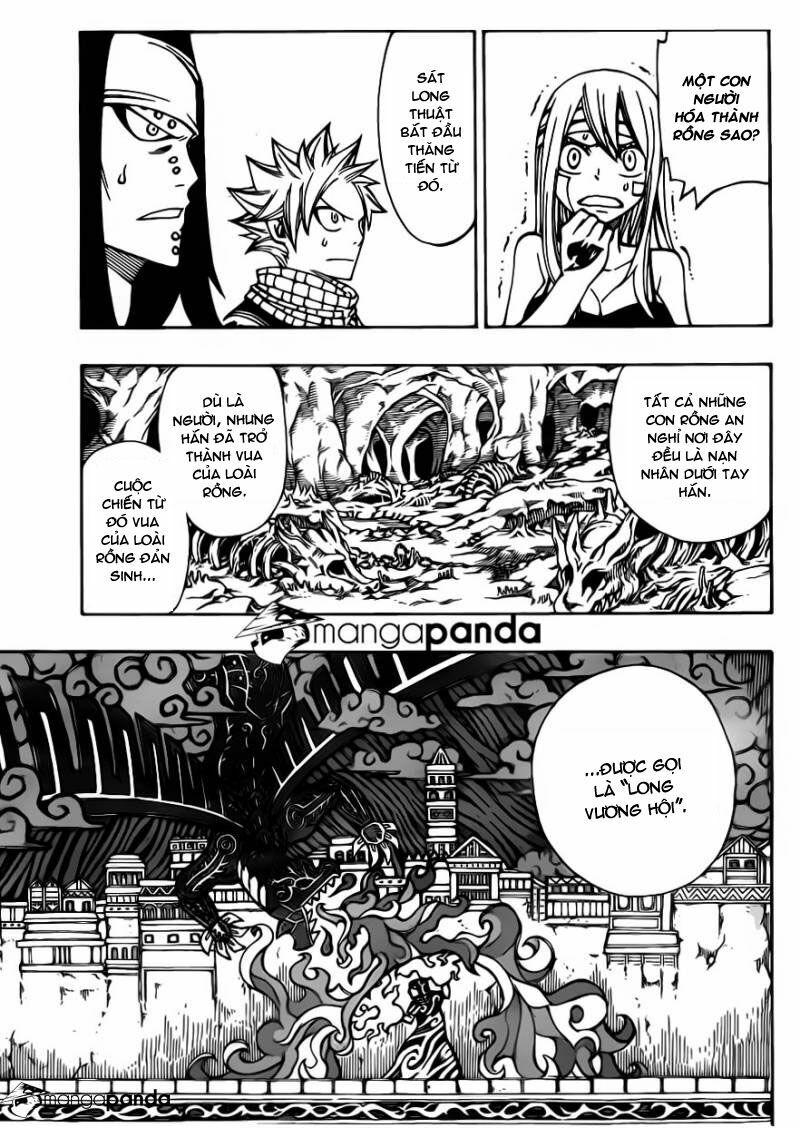 MỘT CON
NGƯỜI
HÓA THÀNH
RỒNG SAO?
SÁT
LONG
THUẬT
BẮT ĐẦU
THĂNG
TIẾN TỪ
ĐÓ.
TẤT CẢ NHỮNG
CON RỒNG AN
NGHỈ NƠI ĐÂY
ĐỀU LÀ NẠN
NHÂN DƯỚI TAY
HẮN.
DÙ LÀ
NGƯỜI, NHƯNG
HẮN ĐÃ TRỞ
THÀNH VUA
CỦA LOÀI
RỒNG.
CUỘC
CHIẾN TỪ
ĐÓ VUA
CỦA LOÀI
RỒNG ĐẢN
SINH...
mangapanda
...ĐƯỢC GỌI
LÀ "LONG
VƯƠNG HỘI".
mangapanda